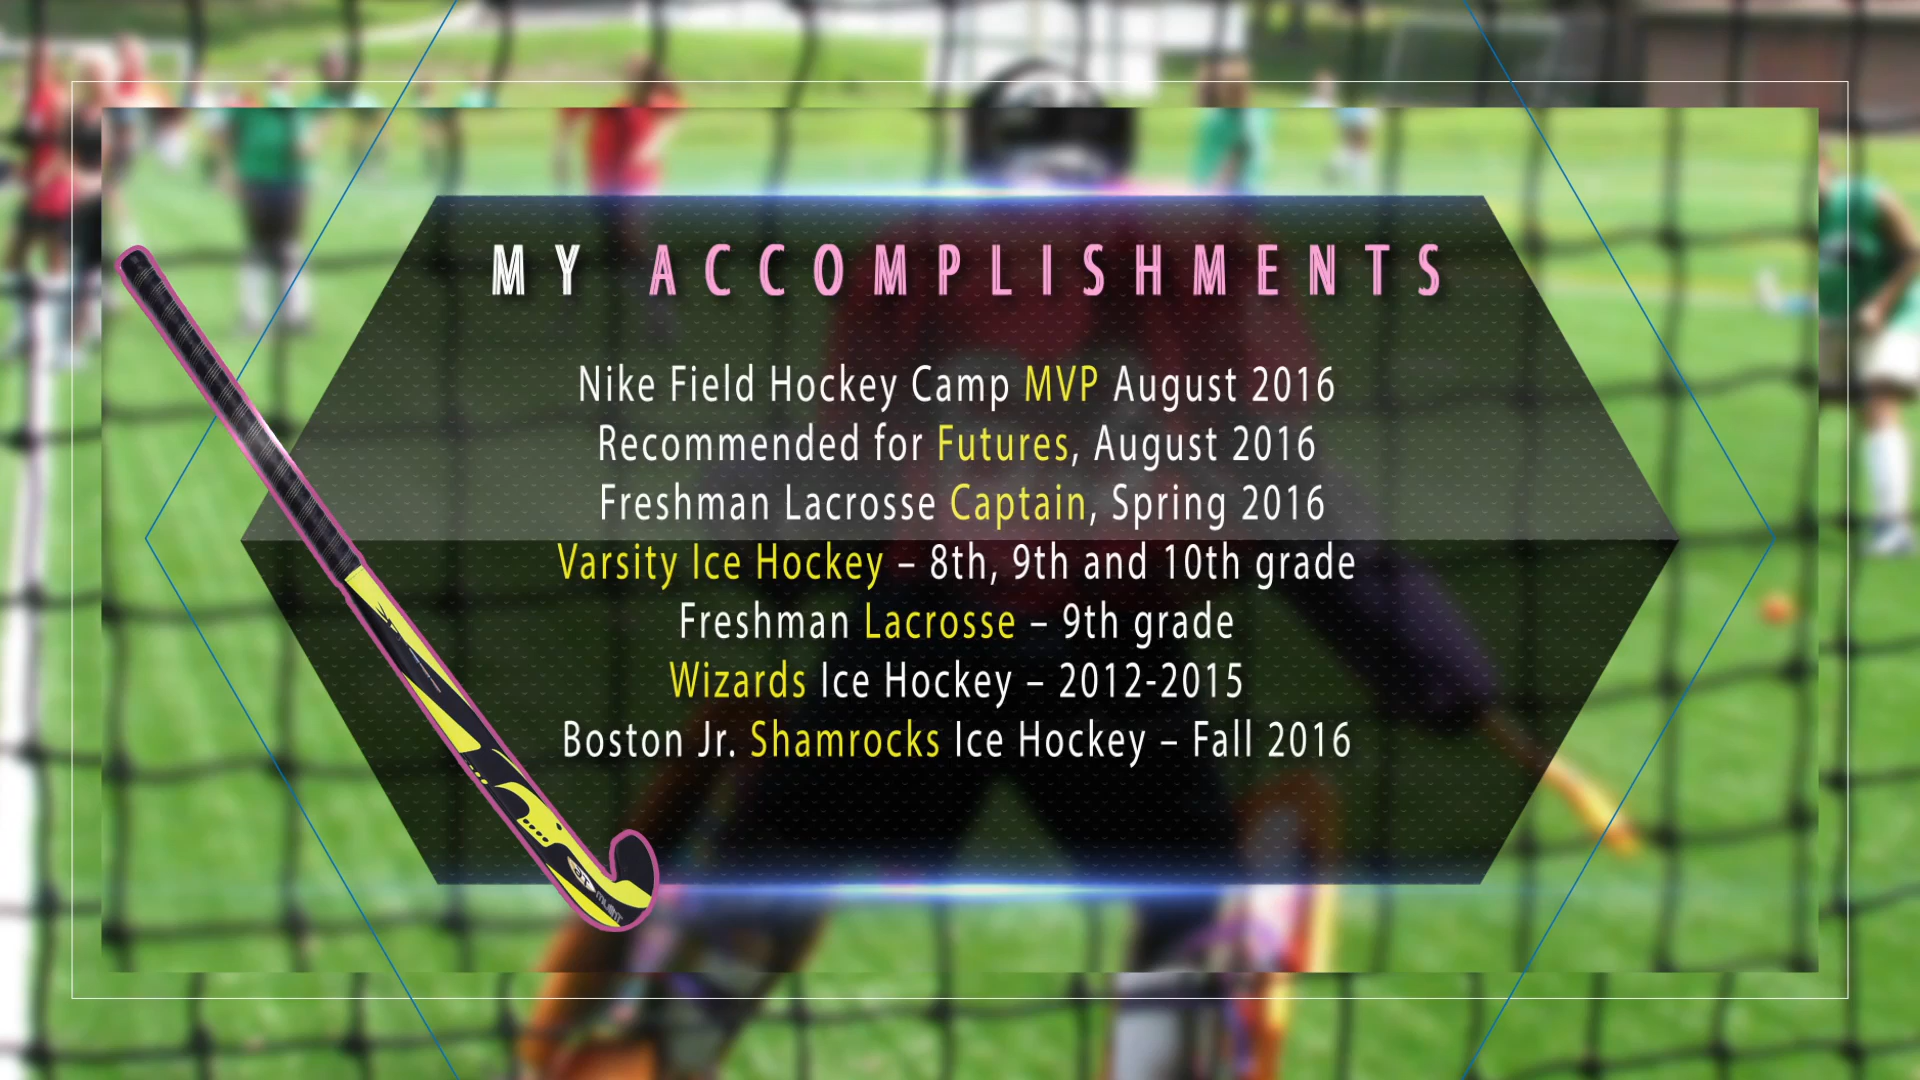 MY ACCOMPLISHMENTS
Nike Field Hockey Camp MVP August 2016
Recommended for Futures, August 2016
Freshman Lacrosse Captain, Spring 2016
Varsity Ice Hockey – 8th, 9th and 10th grade
Freshman Lacrosse – 9th grade
Wizards Ice Hockey – 2012-2015
Boston Jr. Shamrocks Ice Hockey – Fall 2016